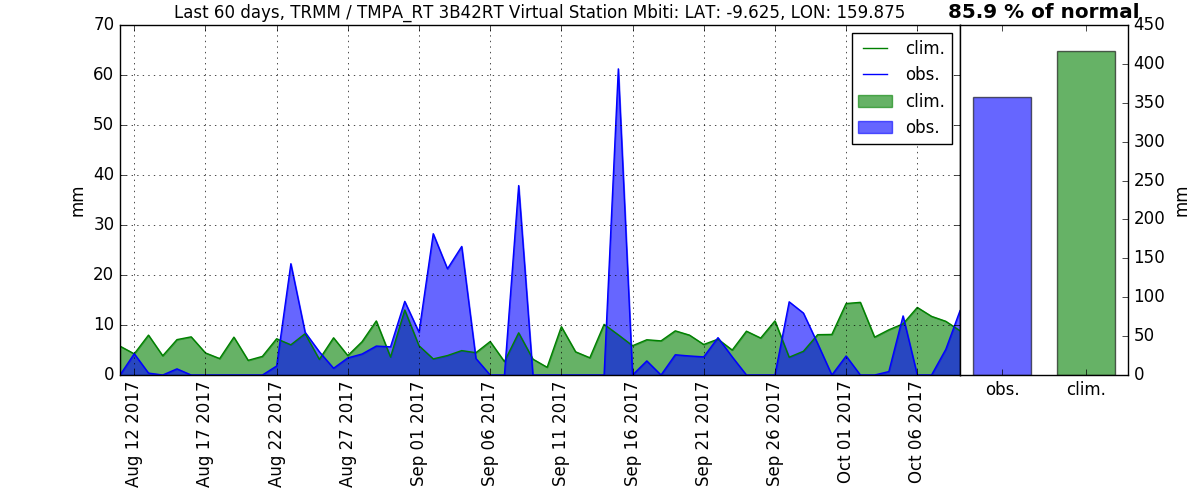 Last 60 days, TRMM / TMPA_RT 3B42RT Virtual Station Mbiti: LAT: -9.625, LON: 159.875
85.9 % of normal
70
60
50
40
30
20
10
0
mm
clim.
obs.
clim.
obs.
450
400
350
300
250
200
150
100
50
0
mm
Aug 12 2017
Aug 17 2017
Aug 22 2017
Aug 27 2017
Sep 01 2017
Sep 06 2017
Sep 11 2017
Sep 16 2017
Sep 21 2017
Sep 26 2017
Oct 01 2017
Oct 06 2017
obs.
clim.